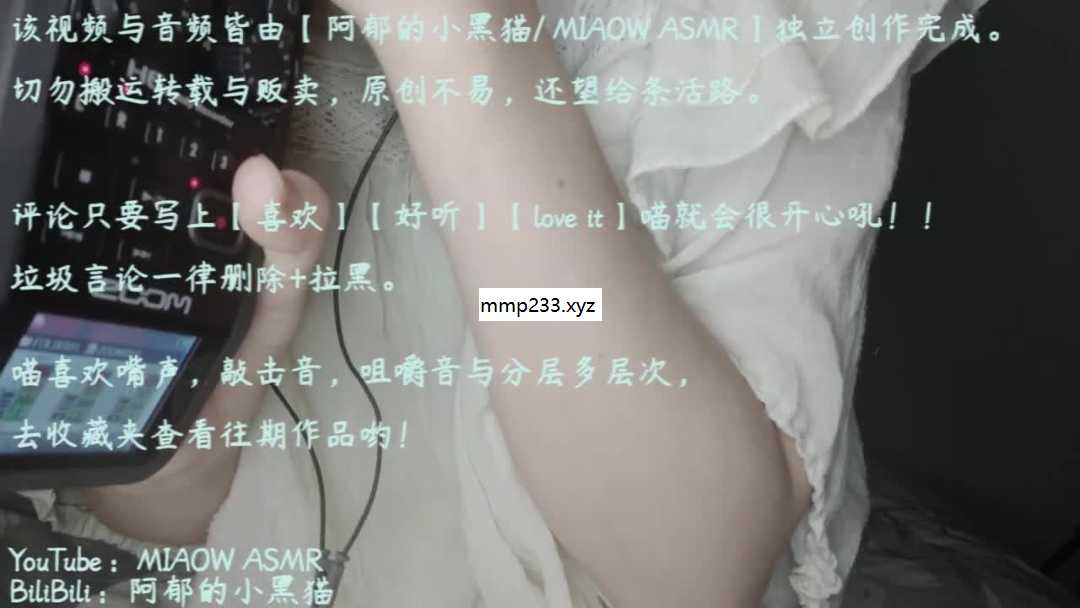 该视频与音频皆由【阿郁的小黑猫/ MIAOW ASMR】独立创作完成。
切勿搬运转载与贩卖，原创不易，还望给条活路。
评论只要写上【喜欢】【好听】【love it】喵就会很开心吼！！
垃圾言论一律删除+拉黑。
ZOOM
mmp233.xyz
喵喜欢嘴声，敲击音，咀嚼音与分层多层次，
去收藏夹查看往期作品哟！
YouTube：MIAOW ASMR
BiliBili：阿郁的小黑猫